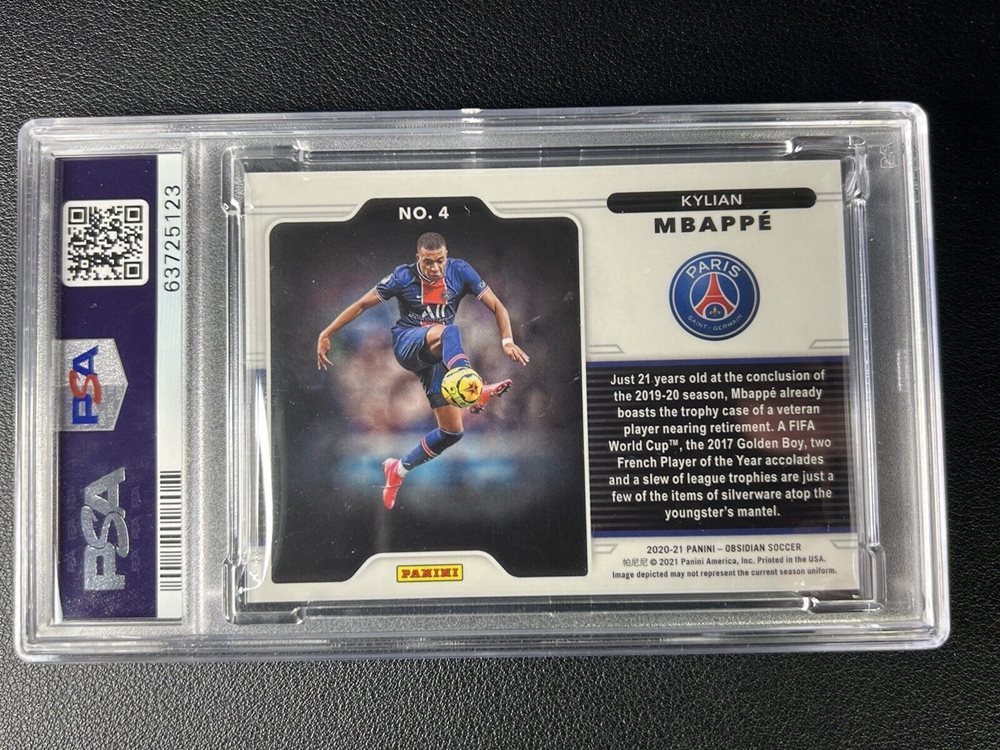 63725123
PSA
PSA
NO. 4
PANINI
KYLIAN
MBAPPÉ
PARIS
SAINT-GERMAIN
Just 21 years old at the conclusion of
the 2019-20 season, Mbappé already
boasts the trophy case of a veteran
player nearing retirement. A FIFA
World Cup™, the 2017 Golden Boy, two
French Player of the Year accolades
and a slew of league trophies are just a
few of the items of silverware atop the
youngster's mantel.
2020-21 PANINI – OBSIDIAN SOCCER
帕尼尼 © 2021 Panini America, Inc. Printed in the USA.
Image depicted may not represent the current season uniform.